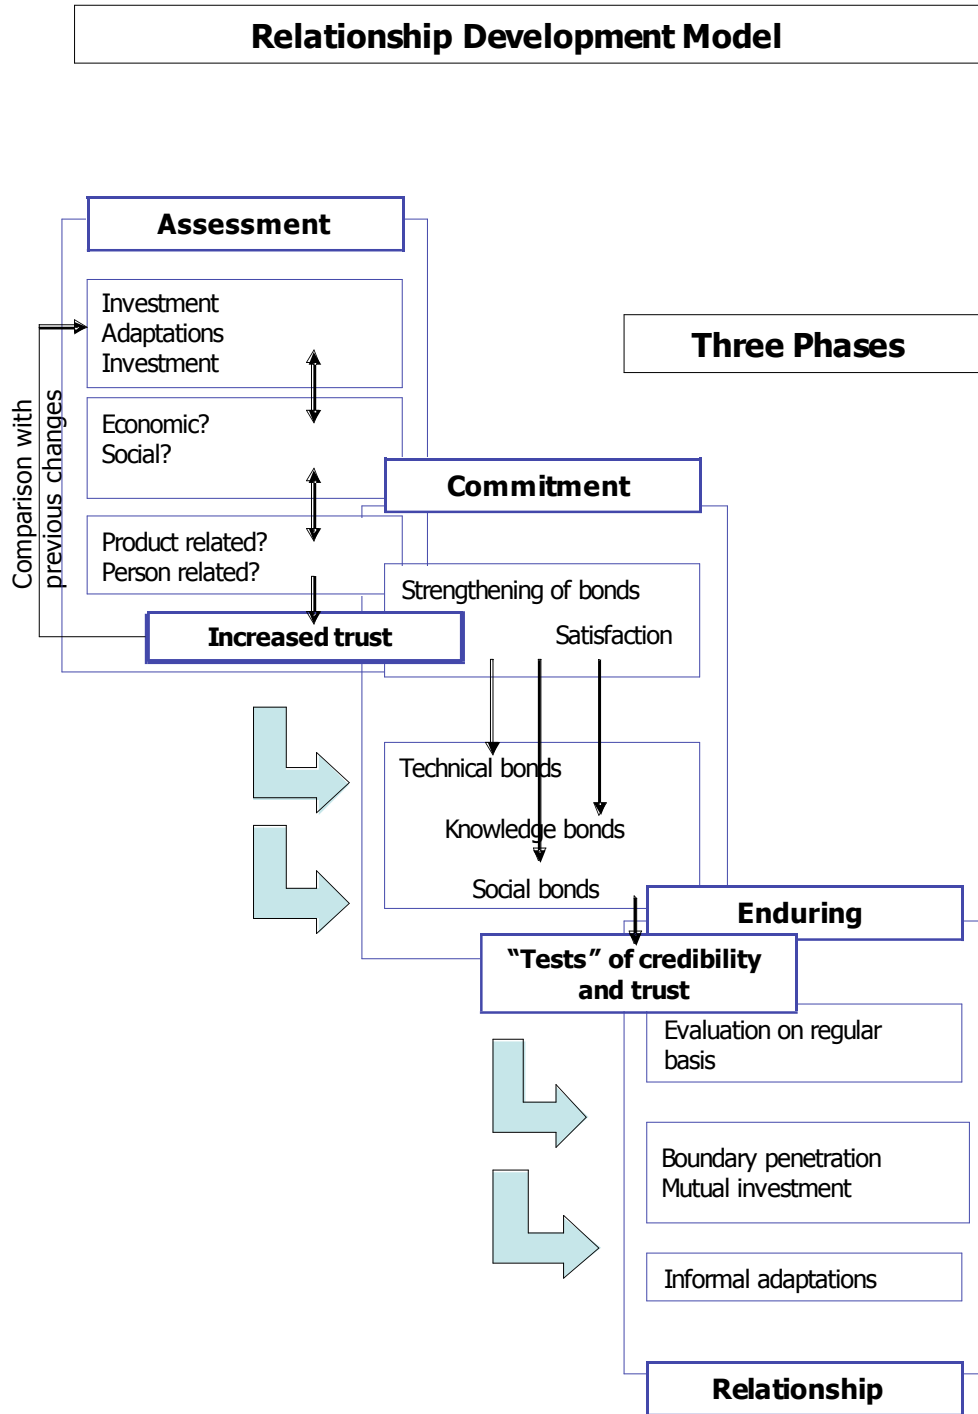 Relationship Development Model
Assessment
Investment
Adaptations
Investment
Three Phases
Comparison with
previous changes
Economic?
Social?
Commitment
Product related?
Person related?
Strengthening of bonds
Increased trust
Satisfaction
Technical bonds
Knowledge bonds
Social bonds
Enduring
“Tests” of credibility
and trust
Evaluation on regular
basis
Boundary penetration
Mutual investment
Informal adaptations
Relationship